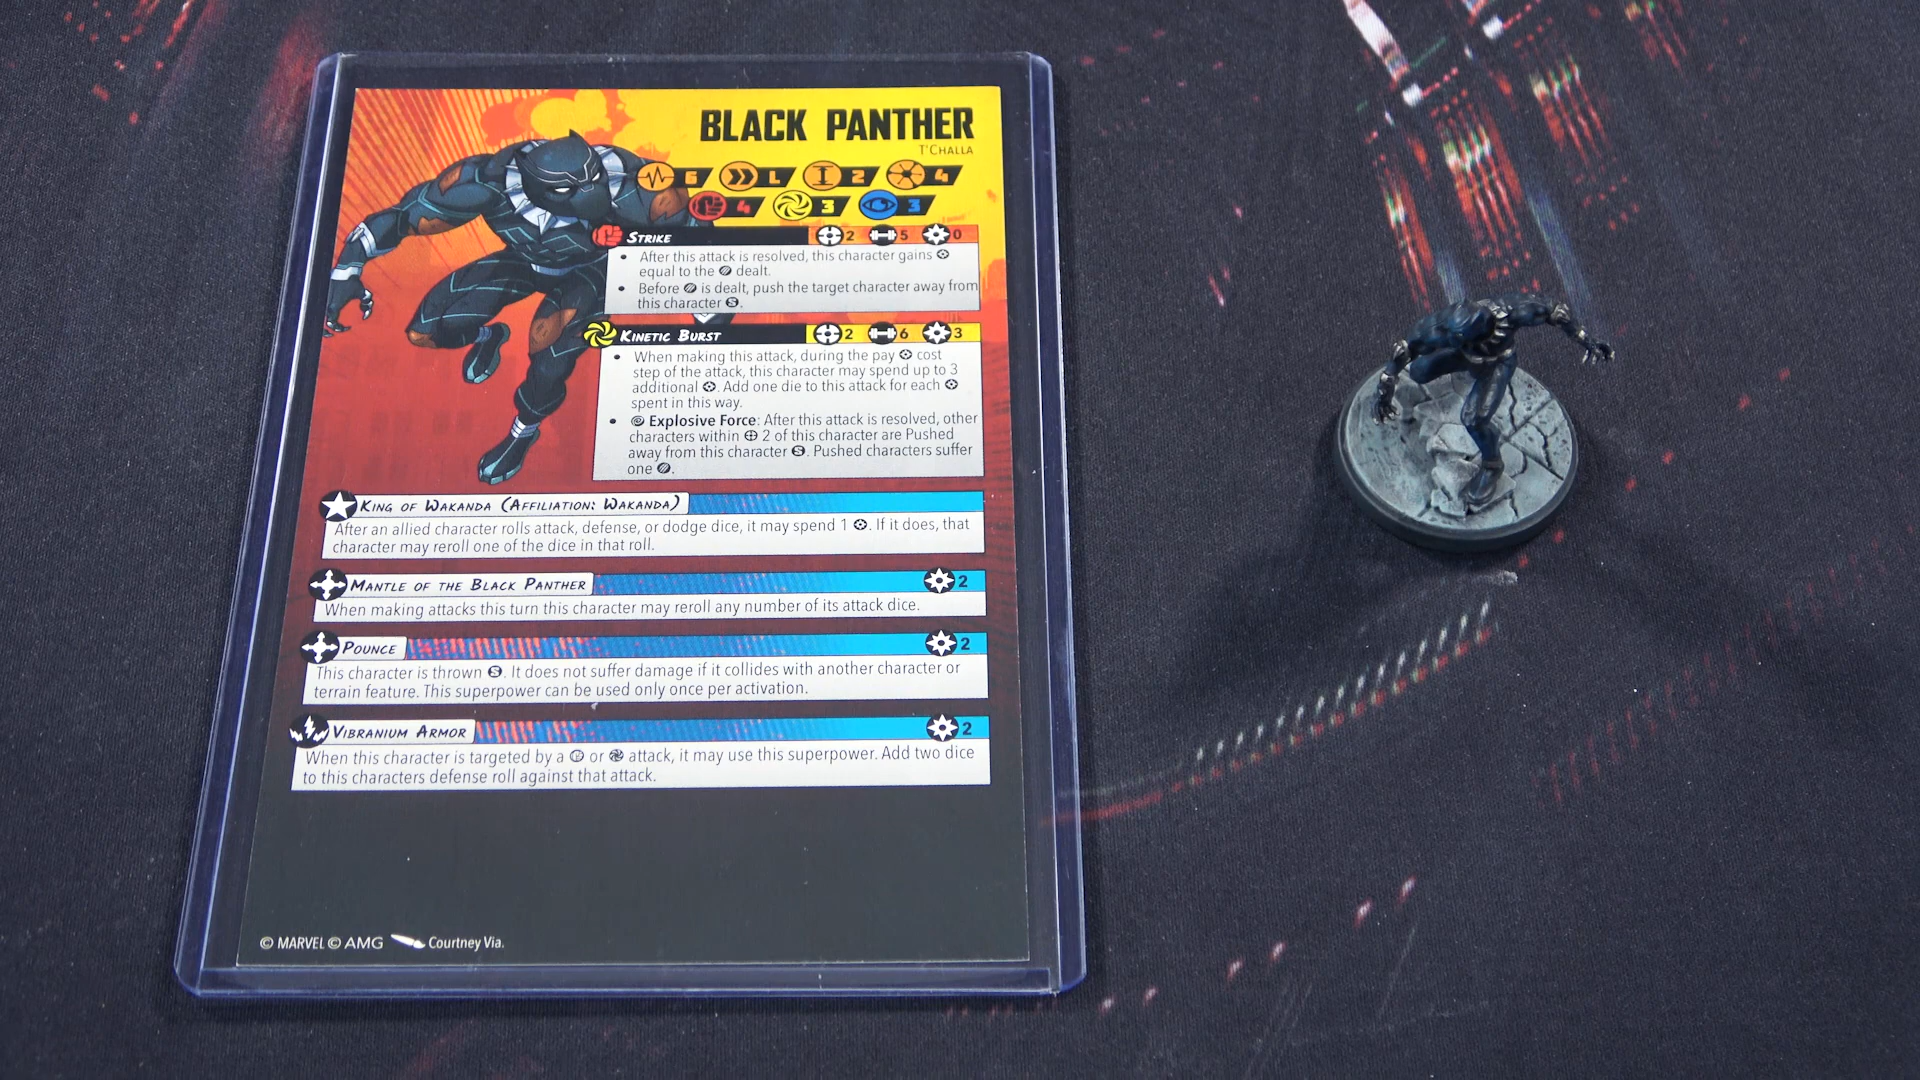 BLACK PANTHER
T'CHALLA
6 L 2 4
4 3 3
STRIKE 2 5 0
• After this attack is resolved, this character gains
equal to the dealt.
• Before is dealt, push the target character away from
this character S.
KINETIC BURST 2 6 3
• When making this attack, during the pay cost
step of the attack, this character may spend up to 3
additional . Add one die to this attack for each
spent in this way.
• Explosive Force: After this attack is resolved, other
characters within 2 of this character are Pushed
away from this character S. Pushed characters suffer
one .
KING OF WAKANDA (AFFILIATION: WAKANDA)
After an allied character rolls attack, defense, or dodge dice, it may spend 1 . If it does, that
character may reroll one of the dice in that roll.
MANTLE OF THE BLACK PANTHER 2
When making attacks this turn this character may reroll any number of its attack dice.
POUNCE 2
This character is thrown S. It does not suffer damage if it collides with another character or
terrain feature. This superpower can be used only once per activation.
VIBRANIUM ARMOR 2
When this character is targeted by a or attack, it may use this superpower. Add two dice
to this characters defense roll against that attack.
© MARVEL © AMG Courtney Via.